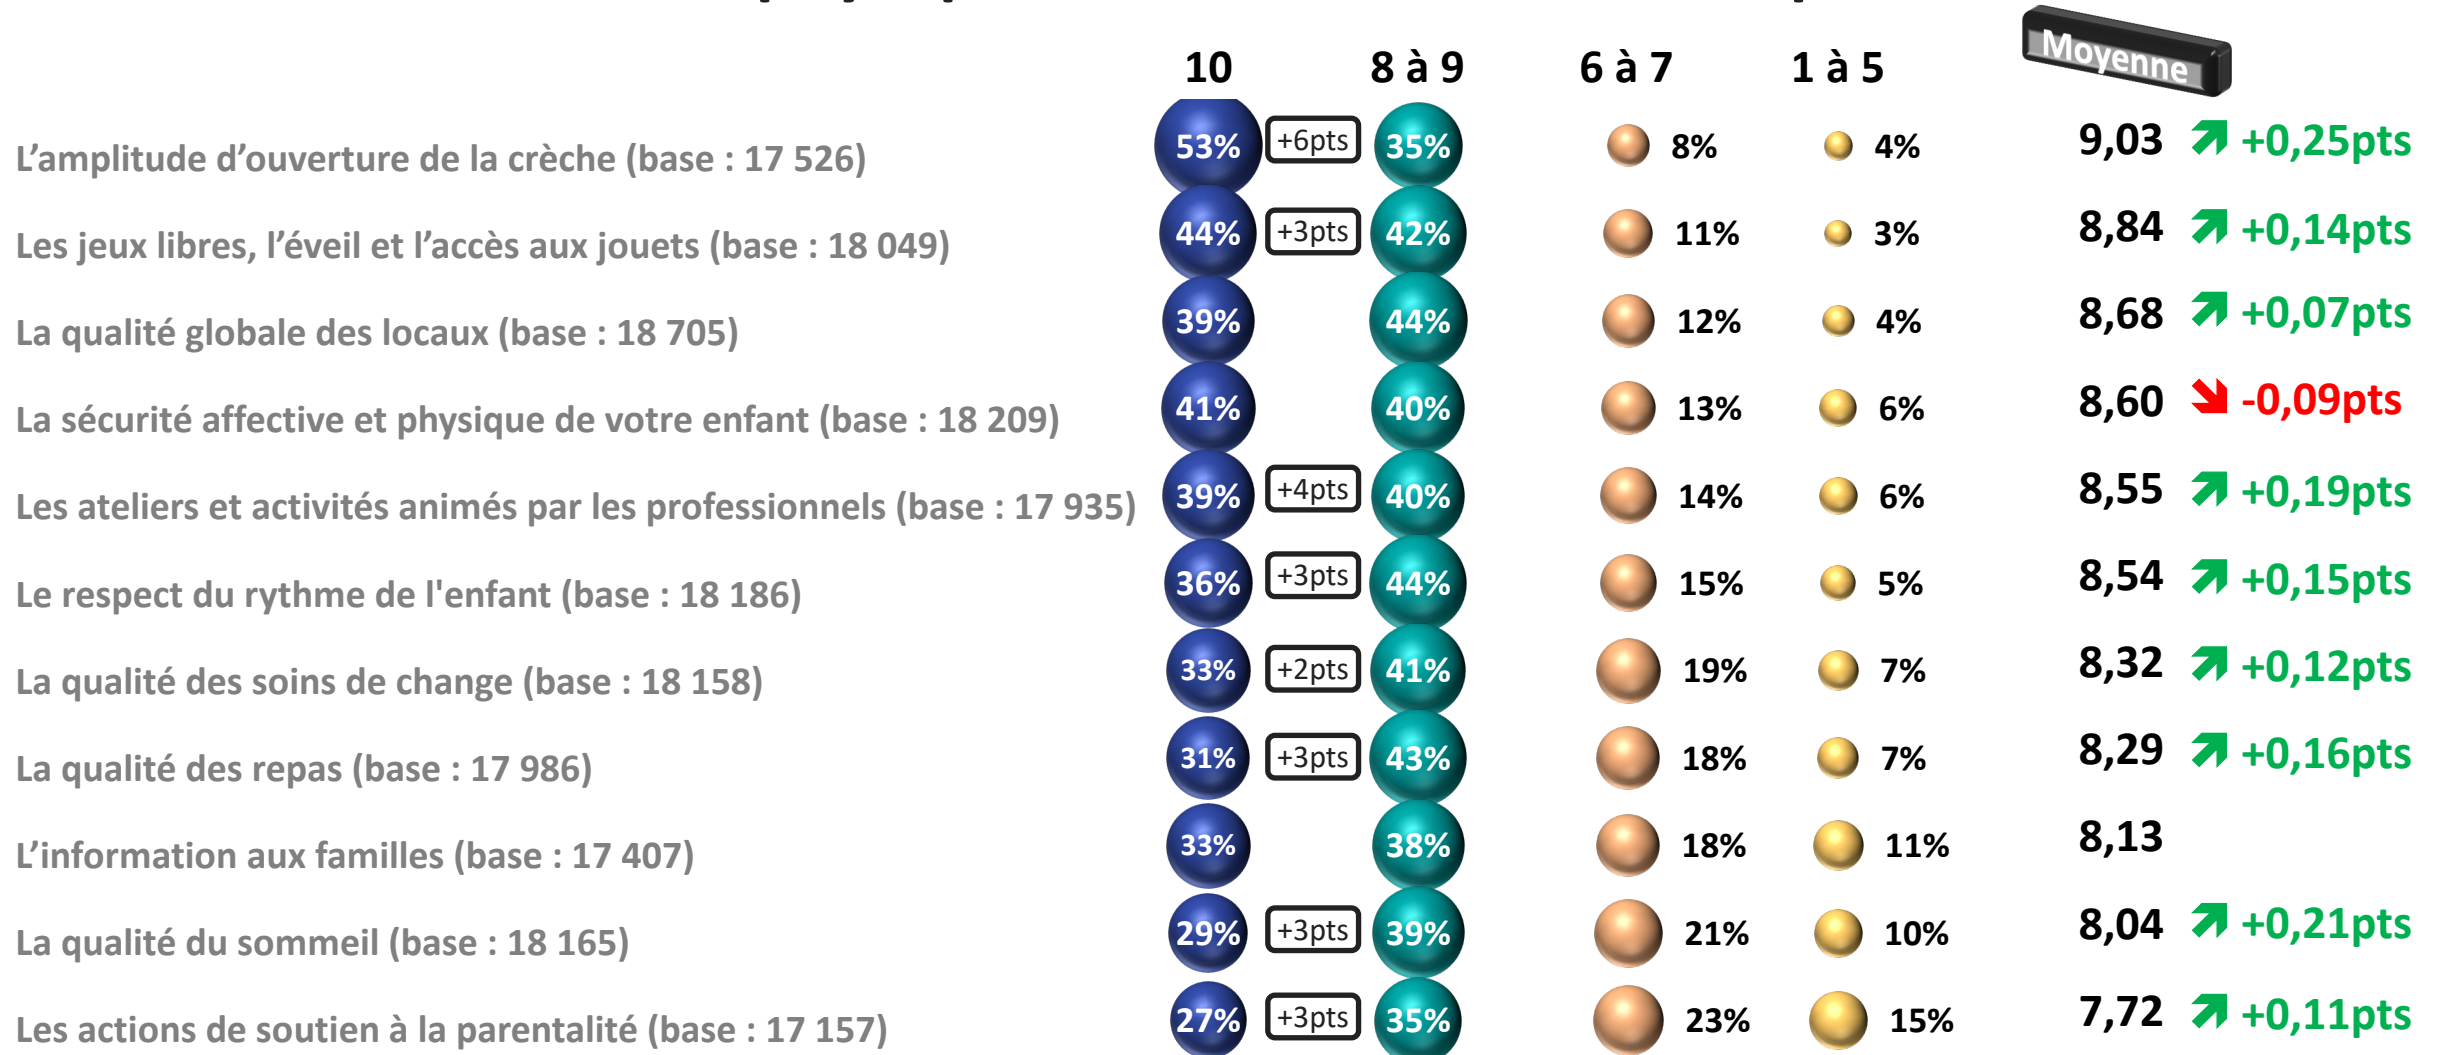 10 8 à 9 6 à 7 1 à 5 Moyenne
L’amplitude d’ouverture de la crèche (base : 17 526) 53% +6pts 35% 8% 4% 9,03 +0,25pts
Les jeux libres, l’éveil et l’accès aux jouets (base : 18 049) 44% +3pts 42% 11% 3% 8,84 +0,14pts
La qualité globale des locaux (base : 18 705) 39% 44% 12% 4% 8,68 +0,07pts
La sécurité affective et physique de votre enfant (base : 18 209) 41% 40% 13% 6% 8,60 -0,09pts
Les ateliers et activités animés par les professionnels (base : 17 935) 39% +4pts 40% 14% 6% 8,55 +0,19pts
Le respect du rythme de l'enfant (base : 18 186) 36% +3pts 44% 15% 5% 8,54 +0,15pts
La qualité des soins de change (base : 18 158) 33% +2pts 41% 19% 7% 8,32 +0,12pts
La qualité des repas (base : 17 986) 31% +3pts 43% 18% 7% 8,29 +0,16pts
L’information aux familles (base : 17 407) 33% 38% 18% 11% 8,13
La qualité du sommeil (base : 18 165) 29% +3pts 39% 21% 10% 8,04 +0,21pts
Les actions de soutien à la parentalité (base : 17 157) 27% +3pts 35% 23% 15% 7,72 +0,11pts